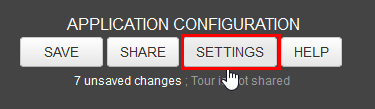 APPLICATION CONFIGURATION
SAVE SHARE SETTINGS HELP
7 unsaved changes ; Tour is not shared